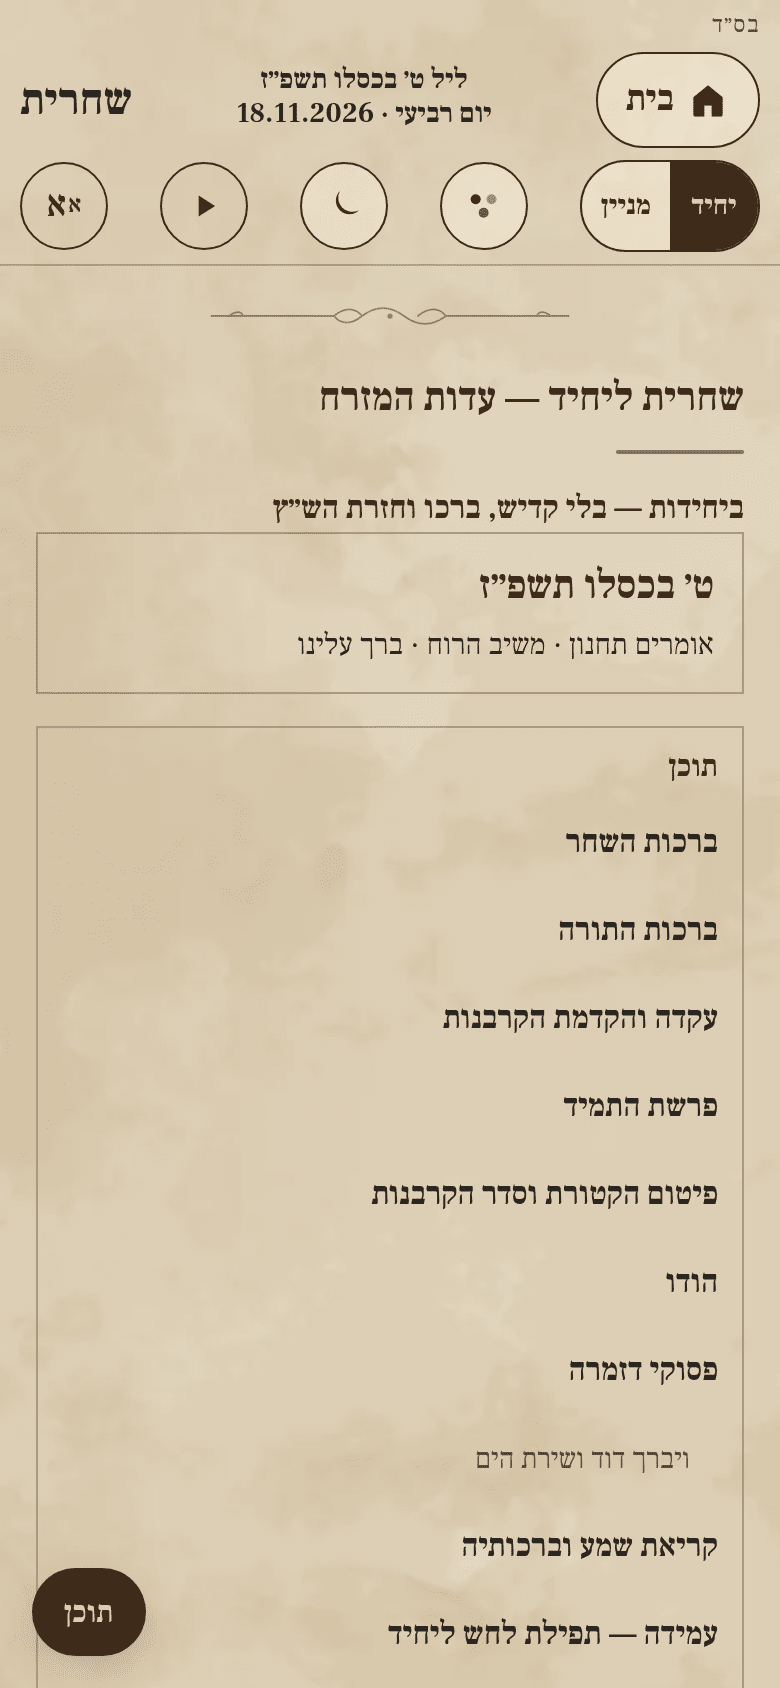 בס״ד
בית
ליל ט׳ בכסלו תשפ״ז
יום רביעי · 18.11.2026
שחרית
יחיד
מניין
אא
שחרית ליחיד — עדות המזרח
ביחידות — בלי קדיש, ברכו וחזרת הש״ץ
ט׳ בכסלו תשפ״ז
אומרים תחנון · משיב הרוח · ברך עלינו
תוכן
ברכות השחר
ברכות התורה
עקדה והקדמת הקרבנות
פרשת התמיד
פיטום הקטורת וסדר הקרבנות
הודו
פסוקי דזמרה
ויברך דוד ושירת הים
קריאת שמע וברכותיה
עמידה — תפילת לחש ליחיד
תוכן